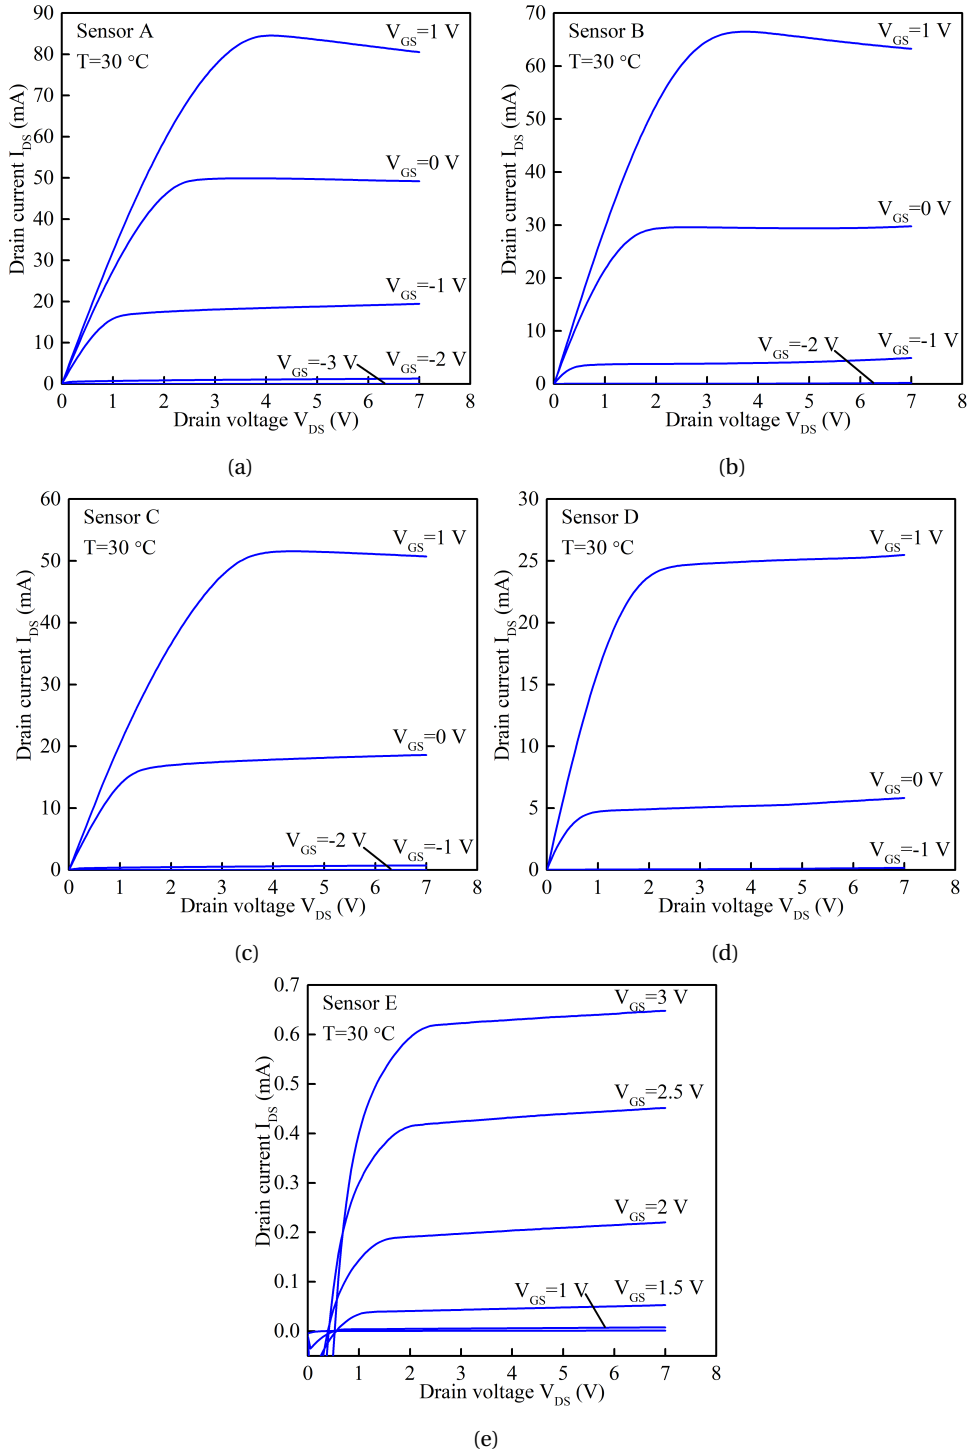 Sensor A
T=30 °C
V_GS=1 V
V_GS=0 V
V_GS=-1 V
V_GS=-3 V
V_GS=-2 V
90
80
70
60
50
40
30
20
10
0
Drain current I_DS (mA)
0 1 2 3 4 5 6 7 8
Drain voltage V_DS (V)
(a)
Sensor B
T=30 °C
V_GS=1 V
V_GS=0 V
V_GS=-2 V
V_GS=-1 V
70
60
50
40
30
20
10
0
Drain current I_DS (mA)
0 1 2 3 4 5 6 7 8
Drain voltage V_DS (V)
(b)
Sensor C
T=30 °C
V_GS=1 V
V_GS=0 V
V_GS=-2 V
V_GS=-1 V
60
50
40
30
20
10
0
Drain current I_DS (mA)
0 1 2 3 4 5 6 7 8
Drain voltage V_DS (V)
(c)
Sensor D
T=30 °C
V_GS=1 V
V_GS=0 V
V_GS=-1 V
30
25
20
15
10
5
0
Drain current I_DS (mA)
0 1 2 3 4 5 6 7 8
Drain voltage V_DS (V)
(d)
Sensor E
T=30 °C
V_GS=3 V
V_GS=2.5 V
V_GS=2 V
V_GS=1 V
V_GS=1.5 V
0.7
0.6
0.5
0.4
0.3
0.2
0.1
0.0
Drain current I_DS (mA)
0 1 2 3 4 5 6 7 8
Drain voltage V_DS (V)
(e)